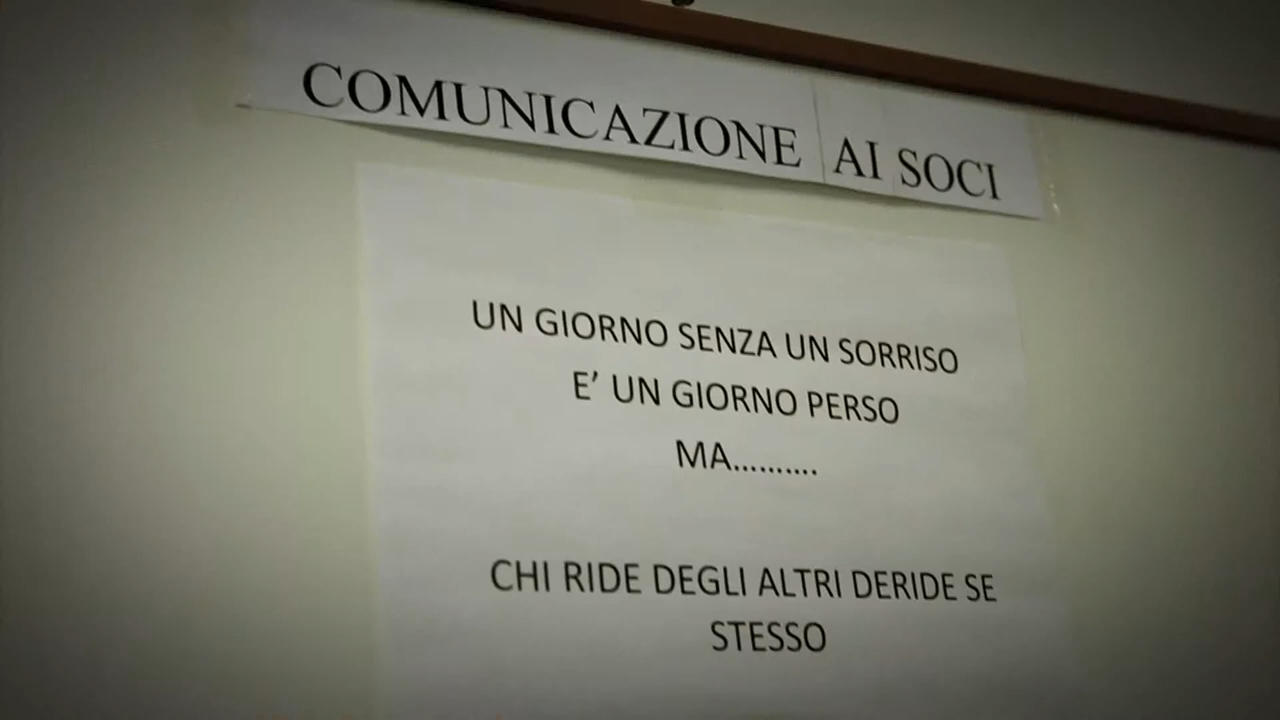 COMUNICAZIONE AI SOCI
UN GIORNO SENZA UN SORRISO
E' UN GIORNO PERSO
MA..........
CHI RIDE DEGLI ALTRI DERIDE SE
STESSO